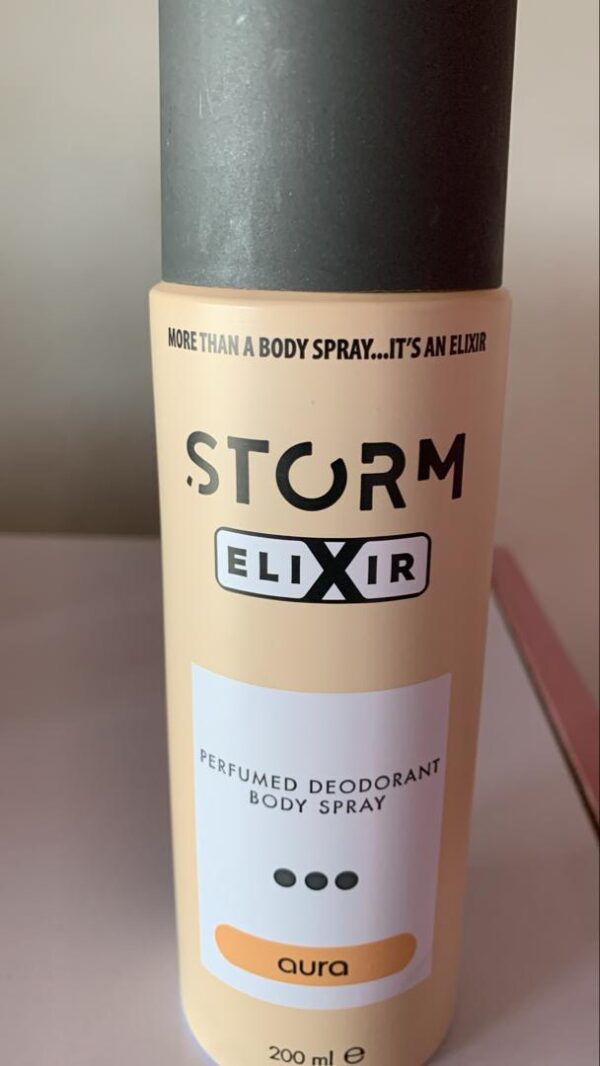 MORE THAN A BODY SPRAY...IT'S AN ELIXIR
STORM
ELIXIR
PERFUMED DEODORANT
BODY SPRAY
aura
200 ml ℮